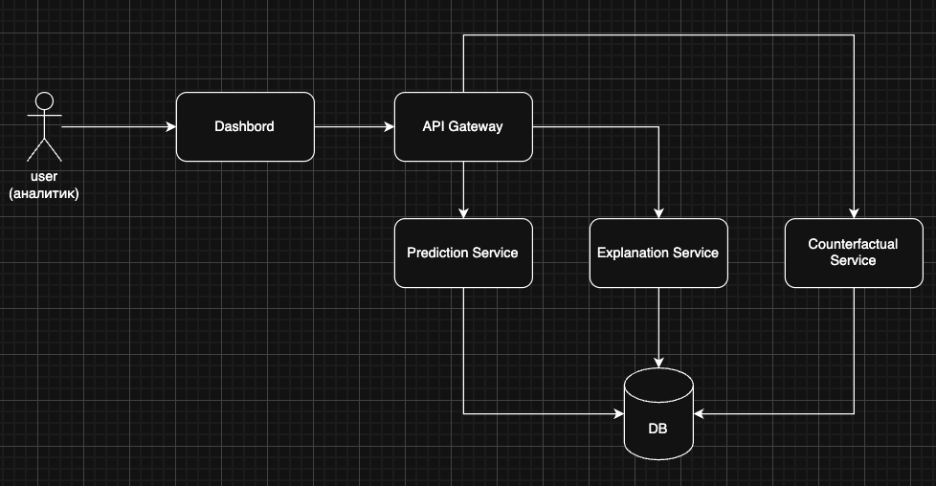 user
(аналитик)
Dashbord
API Gateway
Prediction Service
Explanation Service
Counterfactual
Service
DB